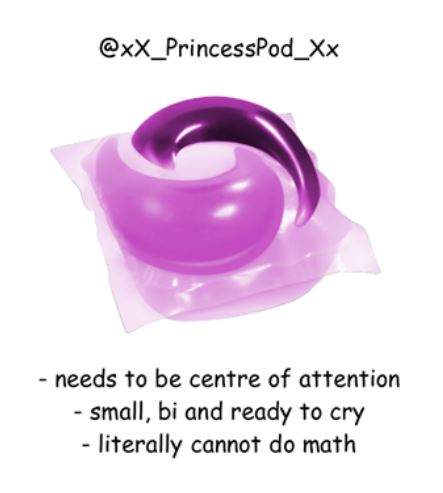 @xX_PrincessPod_Xx
- needs to be centre of attention
- small, bi and ready to cry
- literally cannot do math